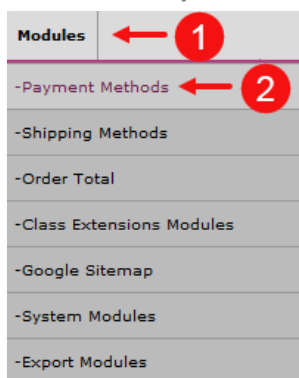 Modules 1
-Payment Methods 2
-Shipping Methods
-Order Total
-Class Extensions Modules
-Google Sitemap
-System Modules
-Export Modules